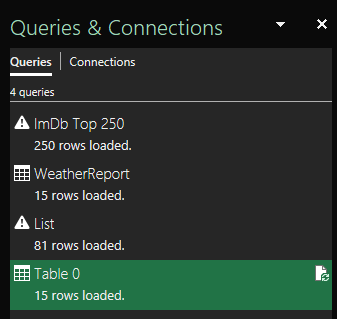 Queries & Connections
Queries Connections
4 queries
ImDb Top 250
250 rows loaded.
WeatherReport
15 rows loaded.
List
81 rows loaded.
Table 0
15 rows loaded.